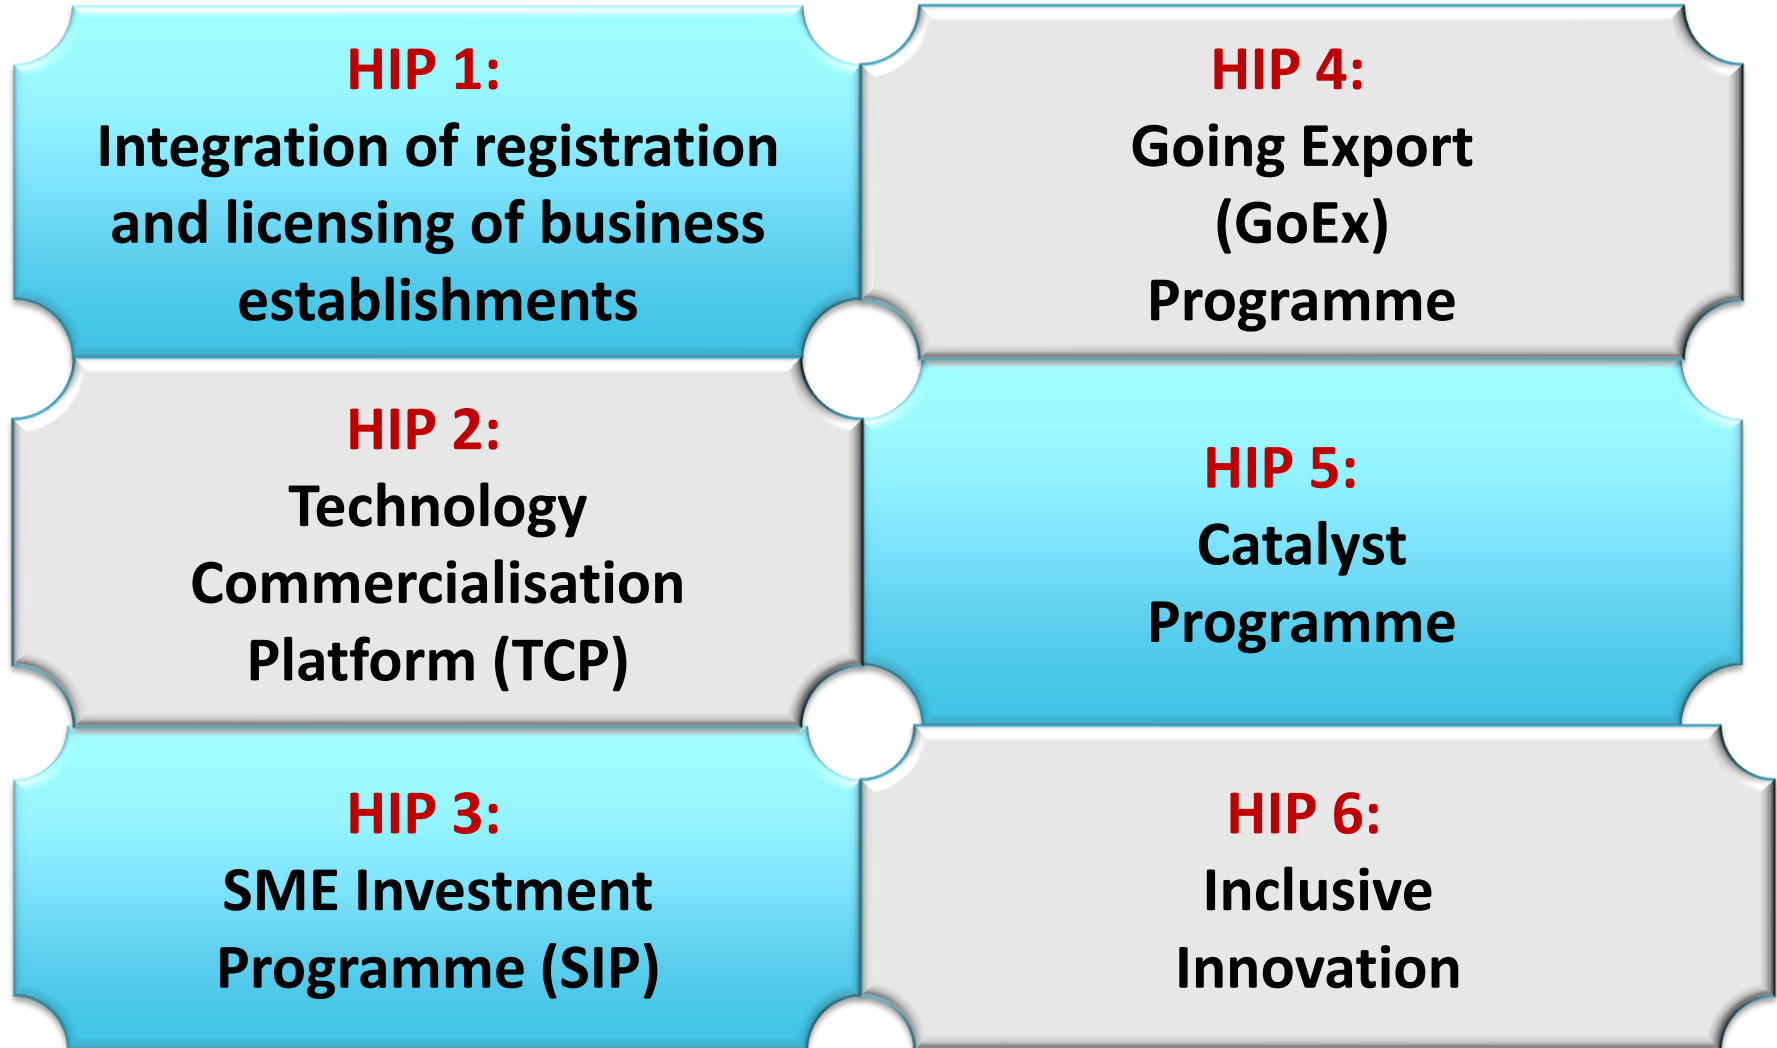 HIP 1:
Integration of registration
and licensing of business
establishments
HIP 2:
Technology
Commercialisation
Platform (TCP)
HIP 3:
SME Investment
Programme (SIP)
HIP 4:
Going Export
(GoEx)
Programme
HIP 5:
Catalyst
Programme
HIP 6:
Inclusive
Innovation